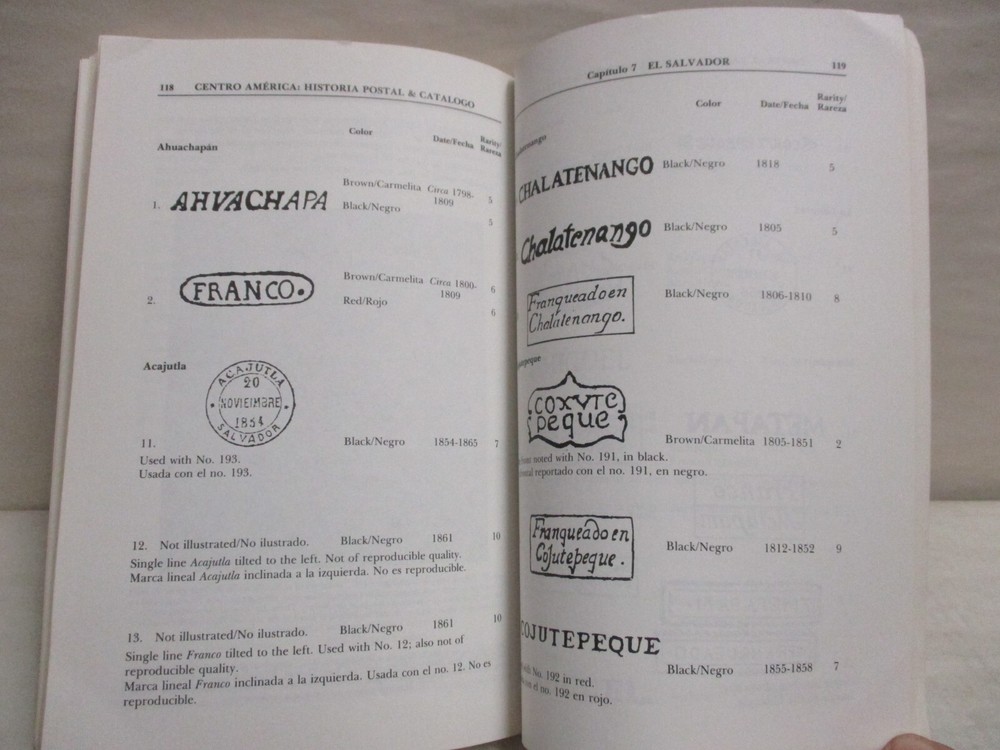 118 CENTRO AMÉRICA: HISTORIA POSTAL & CATALOGO
Color Date/Fecha Rarity/
Rareza
Ahuachapán
1. AHVACHAPA Brown/Carmelita Circa 1798-
1809 5
Black/Negro 5
2. FRANCO. Brown/Carmelita Circa 1800-
1809 6
Red/Rojo 6
Acajutla
ACAJUTLA
20
NOVIEMBRE
1854
SALVADOR
11. Black/Negro 1854-1865 7
Used with No. 193.
Usada con el no. 193.
12. Not illustrated/No ilustrado. Black/Negro 1861 10
Single line Acajutla tilted to the left. Not of reproducible quality.
Marca lineal Acajutla inclinada a la izquierda. No es reproducible.
13. Not illustrated/No ilustrado. Black/Negro 1861 10
Single line Franco tilted to the left. Used with No. 12; also not of
reproducible quality.
Marca lineal Franco inclinada a la izquierda. Usada con el no. 12. No es
reproducible.
Capítulo 7 EL SALVADOR 119
Color Date/Fecha Rarity/
Rareza
CHALATENANGO Black/Negro 1818 5
Chalatenango Black/Negro 1805 5
Franqueado en
Chalatenango. Black/Negro 1806-1810 8
COXVTE
peque
Brown/Carmelita 1805-1851 2
noted with No. 191, in black.
reportado con el no. 191, en negro.
Franqueado en
Cojutepeque. Black/Negro 1812-1852 9
COJUTEPEQUE
Black/Negro 1855-1858 7
No. 192 in red.
el no. 192 en rojo.